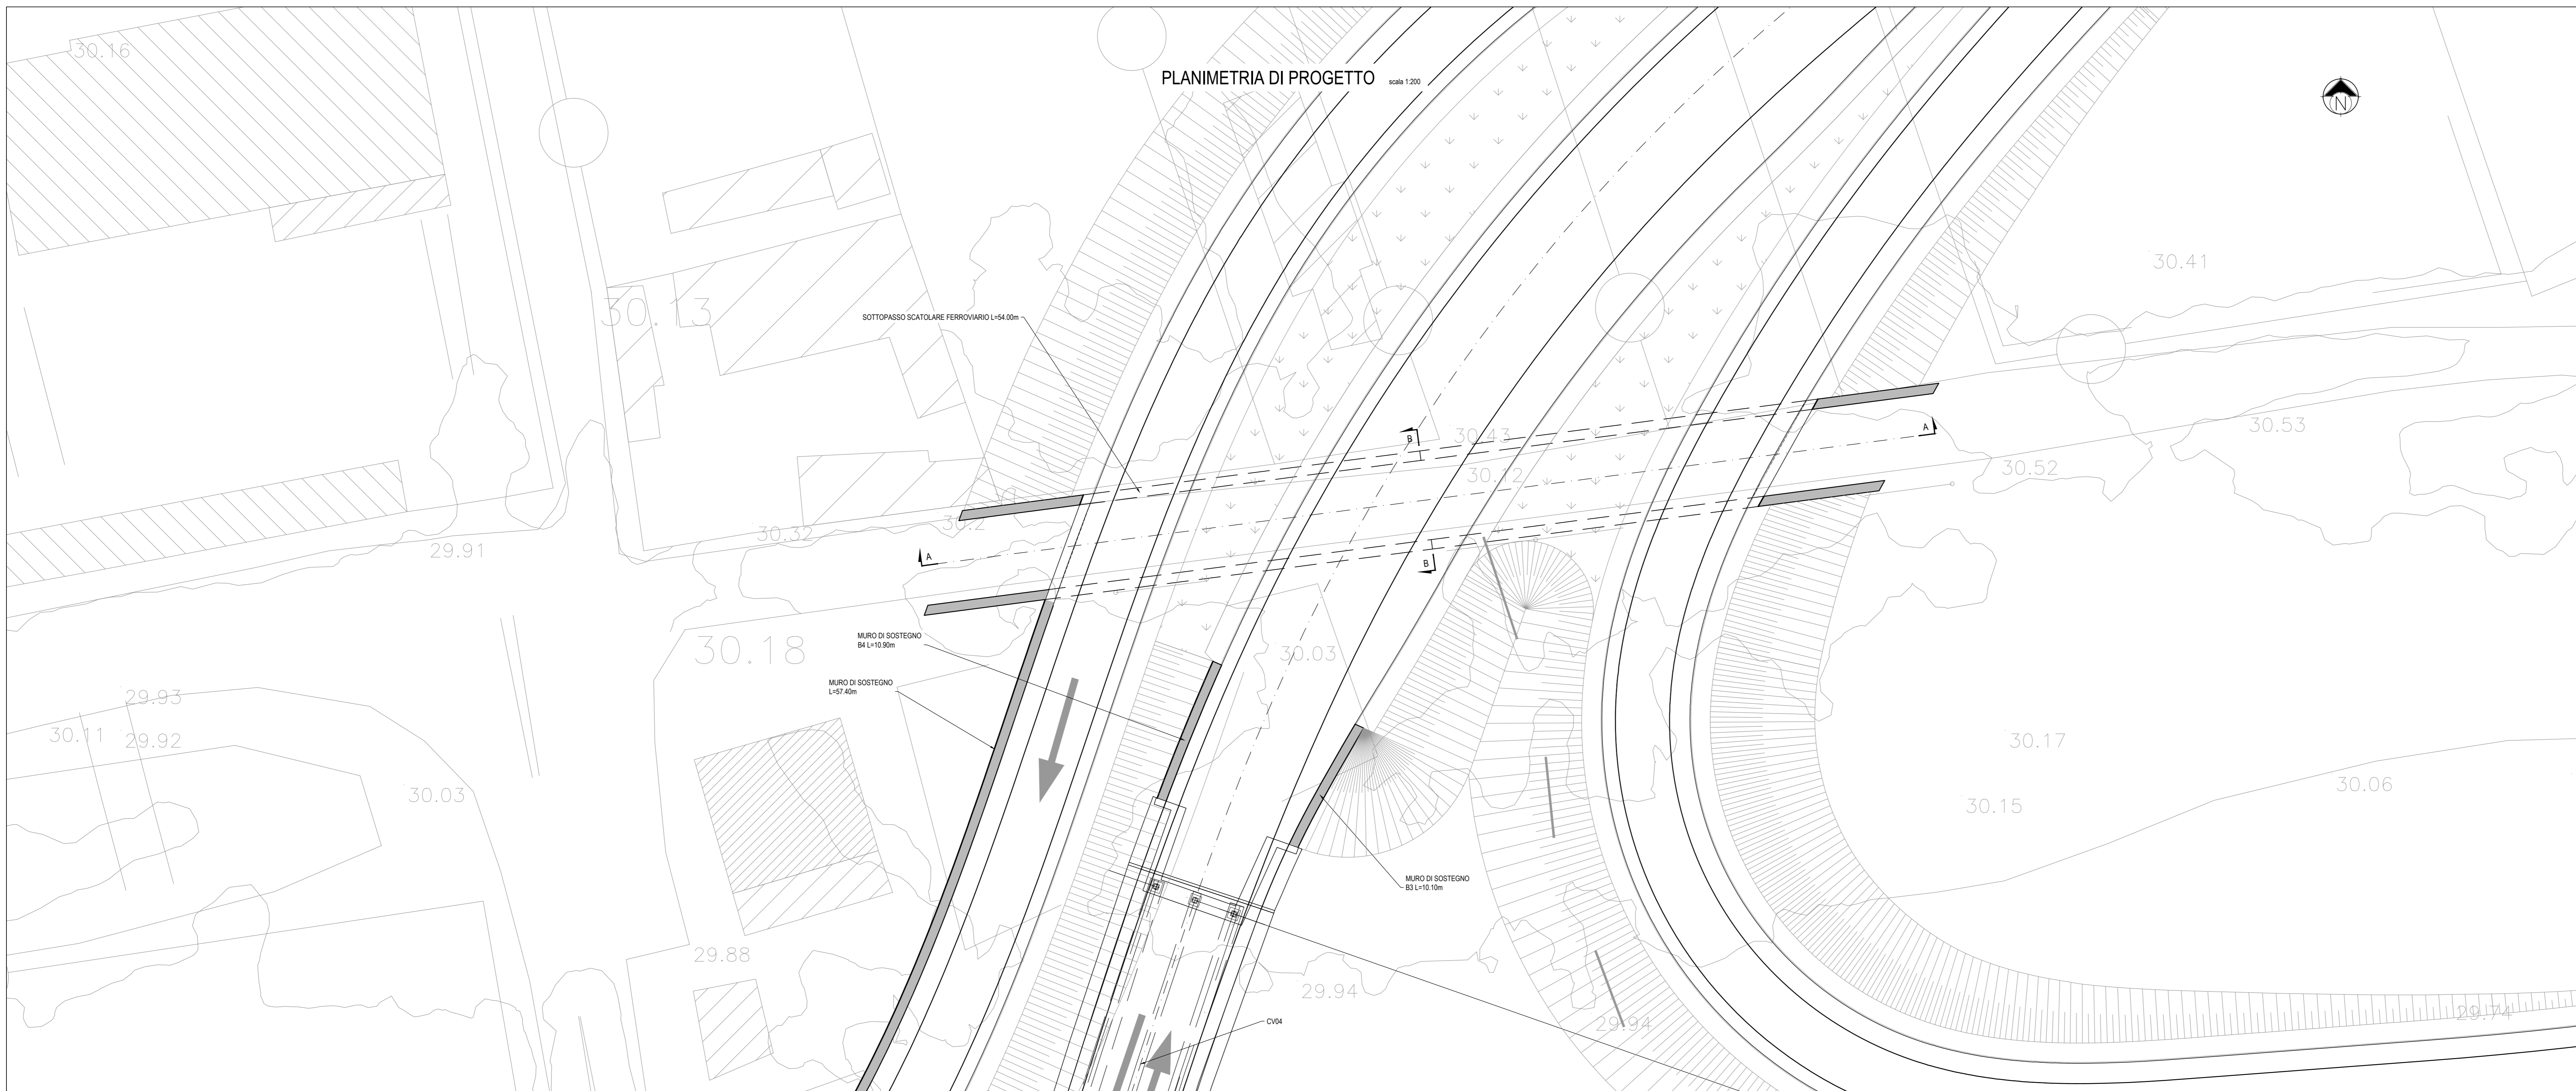 30.16
PLANIMETRIA DI PROGETTO scala 1:200
N
30.41
30.13
SOTTOPASSO SCATOLARE FERROVIARIO L=54.00m
30.53
A
B
30.43
30.52
30.12
30.2
30.32
29.91
A
B
MURO DI SOSTEGNO
B4 L=10.90m
30.18
30.03
MURO DI SOSTEGNO
L=57.40m
29.93
30.11
29.92
30.17
30.06
30.03
30.15
MURO DI SOSTEGNO
B3 L=10.10m
29.88
29.94
CV04
29.94
29.74